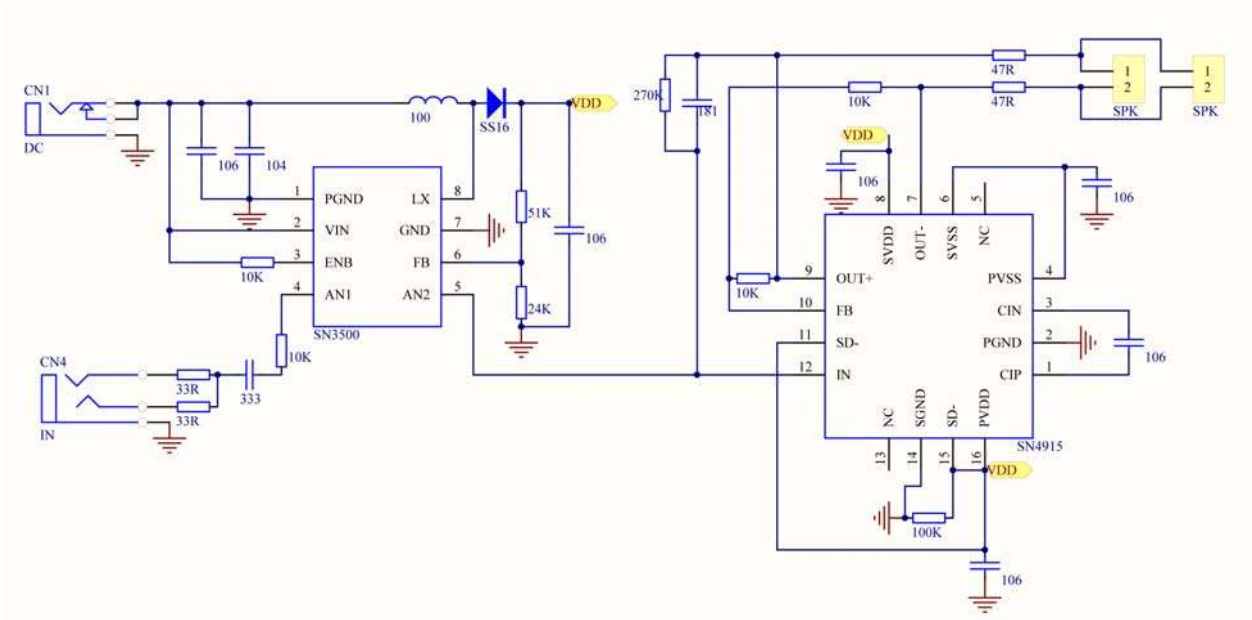 CN1
DC
106
104
100
SS16
VDD
1
PGND
LX
8
2
VIN
GND
7
3
ENB
FB
6
4
AN1
AN2
5
SN3500
10K
51K
24K
106
10K
CN4
33R
33R
333
IN
270K
181
10K
47R
47R
1
2
SPK
1
2
SPK
VDD
106
106
8
7
6
5
SVDD
OUT-
SVSS
NC
9
OUT+
PVSS
4
10
FB
CIN
3
11
SD-
PGND
2
12
IN
CIP
1
10K
106
NC
SGND
SD-
PVDD
SN4915
13
14
15
16
VDD
100K
106